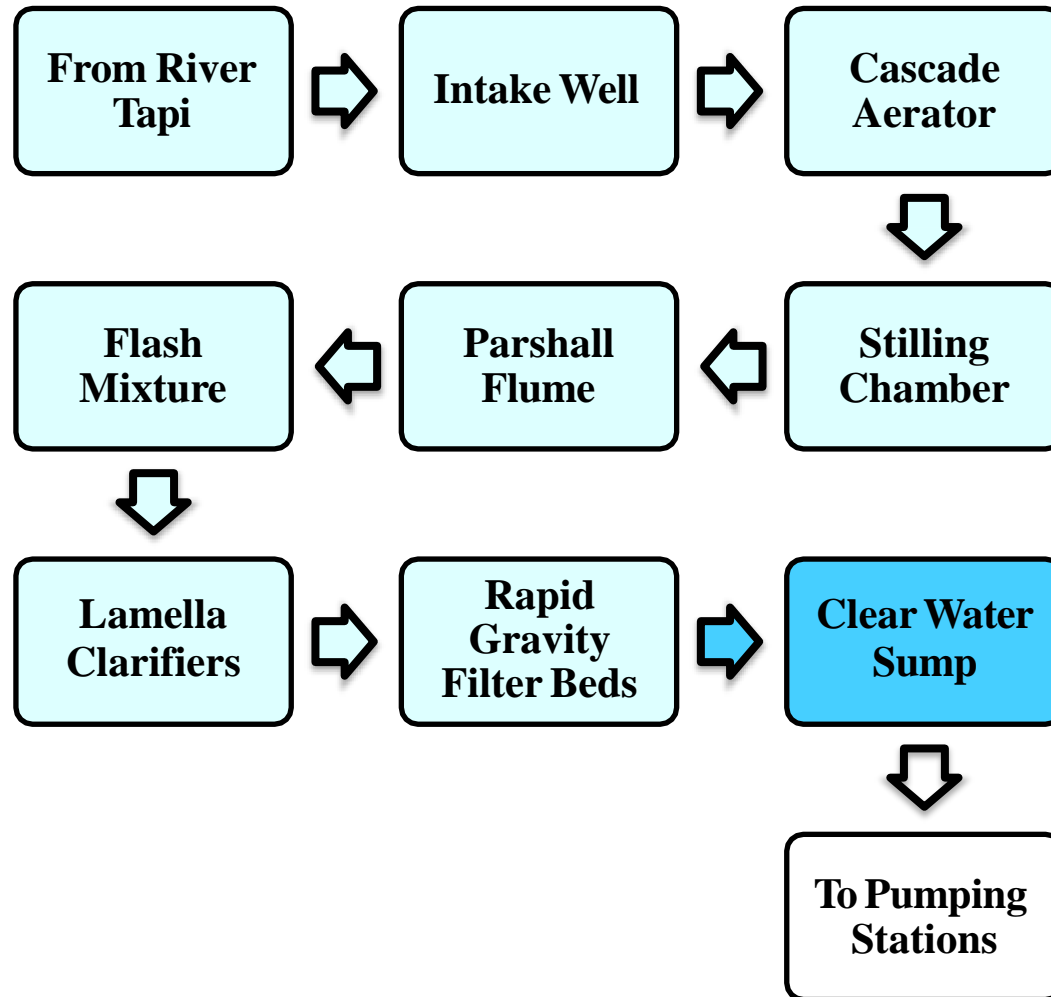 From River
Tapi
Intake Well
Cascade
Aerator
Stilling
Chamber
Parshall
Flume
Flash
Mixture
Lamella
Clarifiers
Rapid
Gravity
Filter Beds
Clear Water
Sump
To Pumping
Stations